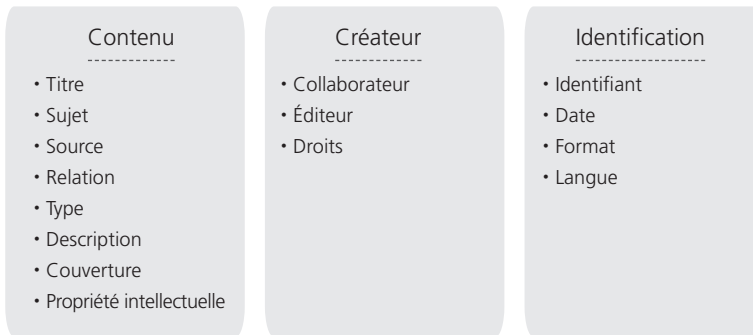 Contenu
• Titre
• Sujet
• Source
• Relation
• Type
• Description
• Couverture
• Propriété intellectuelle
Créateur
• Collaborateur
• Éditeur
• Droits
Identification
• Identifiant
• Date
• Format
• Langue